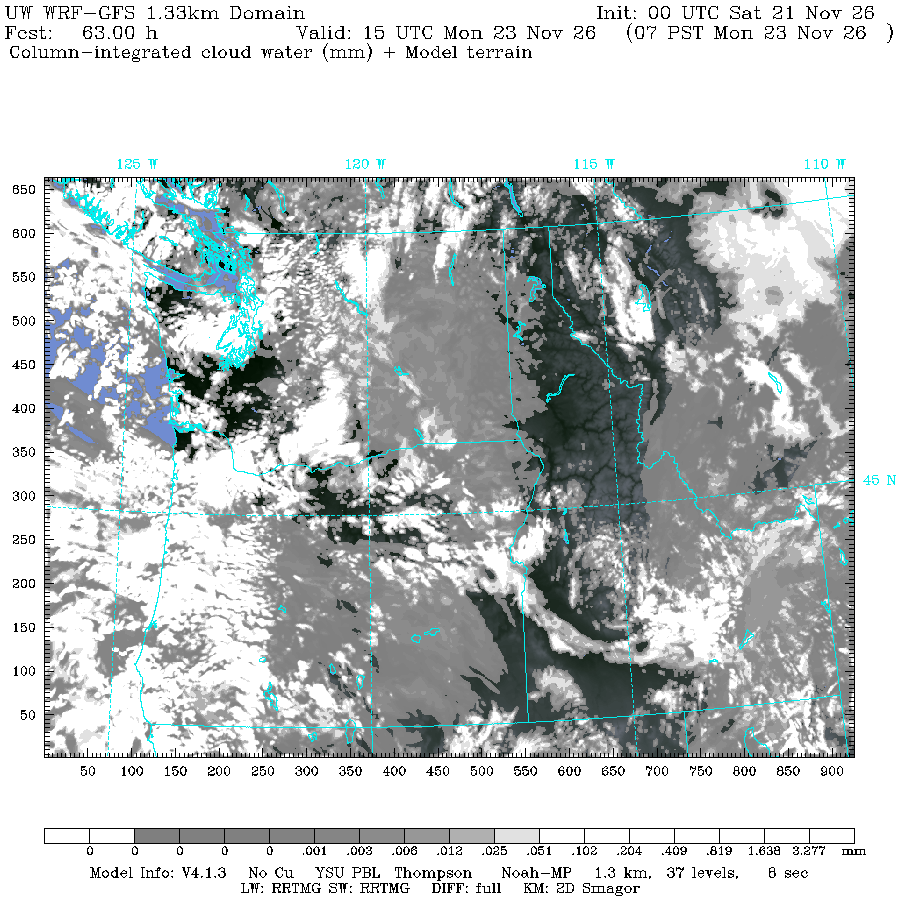 UW WRF-GFS 1.33km Domain Init: 00 UTC Sat 21 Nov 26
Fcst: 63.00 h Valid: 15 UTC Mon 23 Nov 26 (07 PST Mon 23 Nov 26 )
Column-integrated cloud water (mm) + Model terrain
125 W 120 W 115 W 110 W
650
600
550
500
450
400
350
45 N
300
250
200
150
100
50
50 100 150 200 250 300 350 400 450 500 550 600 650 700 750 800 850 900
0 0 0 0 0 .001 .003 .006 .012 .025 .051 .102 .204 .409 .819 1.638 3.277 mm
Model Info: V4.1.3 No Cu YSU PBL Thompson Noah-MP 1.3 km, 37 levels, 8 sec
LW: RRTMG SW: RRTMG DIFF: full KM: 2D Smagor